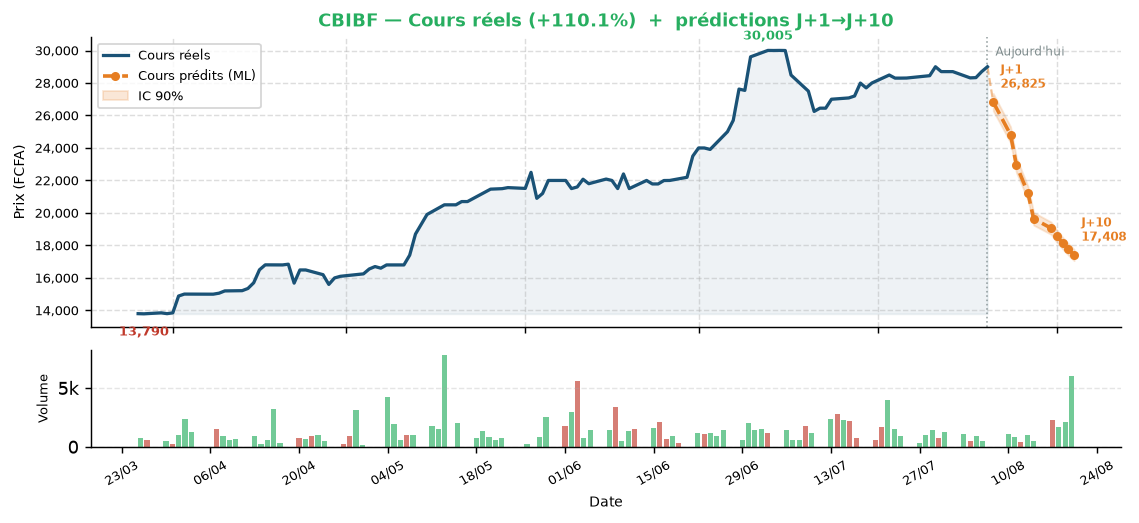 CBIBF — Cours réels (+110.1%)  +  prédictions J+1→J+10
30,005
Cours réels
Cours prédits (ML)
IC 90%
Aujourd'hui
J+1
26,825
J+10
17,408
13,790
Prix (FCFA)
30,000
28,000
26,000
24,000
22,000
20,000
18,000
16,000
14,000
Volume
5k
0
23/03
06/04
20/04
04/05
18/05
01/06
15/06
29/06
13/07
27/07
10/08
24/08
Date